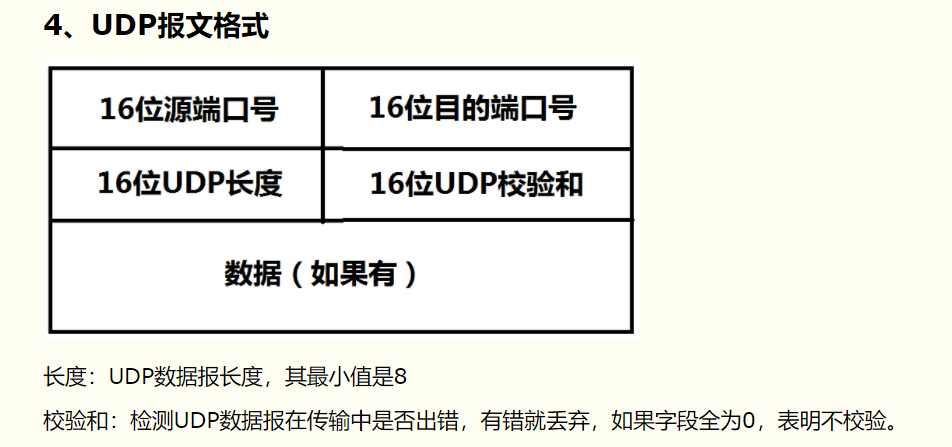 4、UDP报文格式
16位源端口号
16位目的端口号
16位UDP长度
16位UDP校验和
数据（如果有）
长度：UDP数据报长度，其最小值是8
校验和：检测UDP数据报在传输中是否出错，有错就丢弃，如果字段全为0，表明不校验。